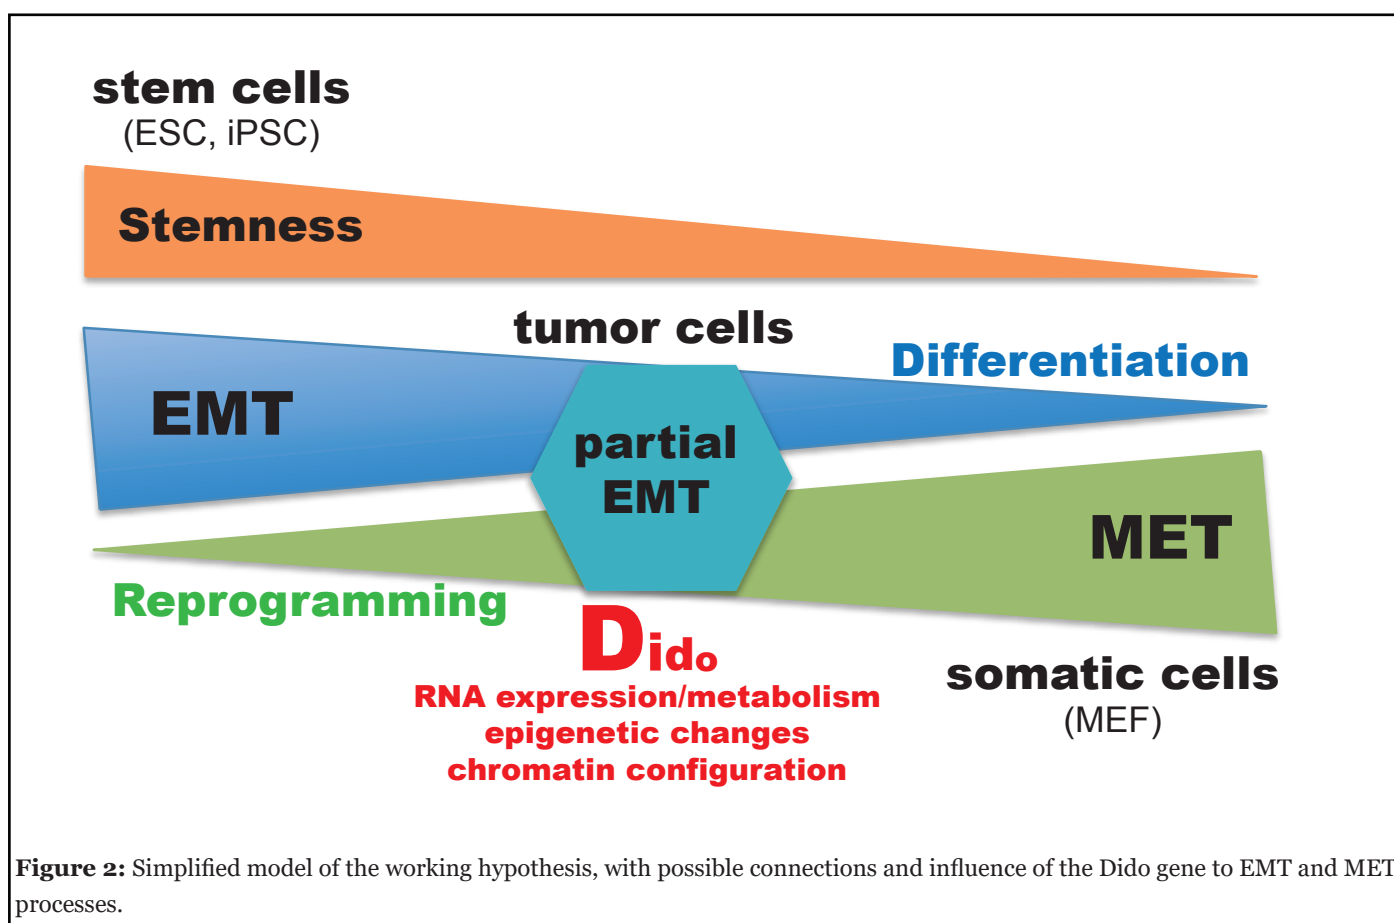 stem cells
(ESC, iPSC)
Stemness
tumor cells
Differentiation
EMT
partial
EMT
MET
Reprogramming
Dido
RNA expression/metabolism
epigenetic changes
chromatin configuration
somatic cells
(MEF)
Figure 2: Simplified model of the working hypothesis, with possible connections and influence of the Dido gene to EMT and MET
processes.